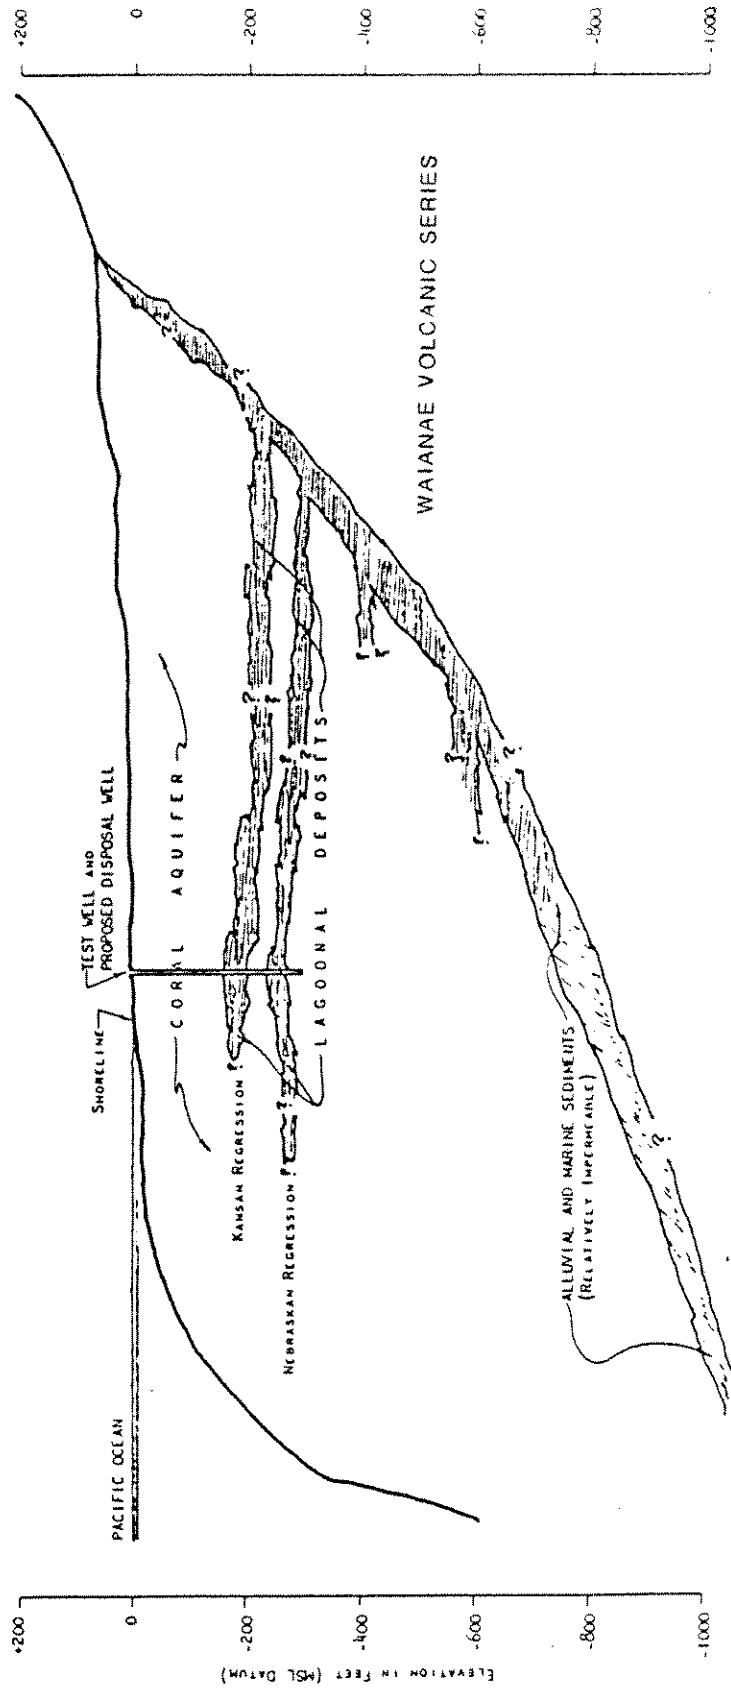 ELEVATION IN FEET (MSL DATUM)
+200
0
-200
-400
-600
-800
-1000
PACIFIC OCEAN
SHORELINE
TEST WELL AND
PROPOSED DISPOSAL WELL
CORAL AQUIFER
KANSAN REGRESSION ?
? ?
?
NEBRASKAN REGRESSION ?
? ?
? ?
LAGOONAL DEPOSITS
? ?
? ?
? ?
? ?
ALLUVIAL AND MARINE SEDIMENTS
(RELATIVELY IMPERMEABLE)
?
?
WAIANAE VOLCANIC SERIES
+200
0
-200
-400
-600
-800
-1000